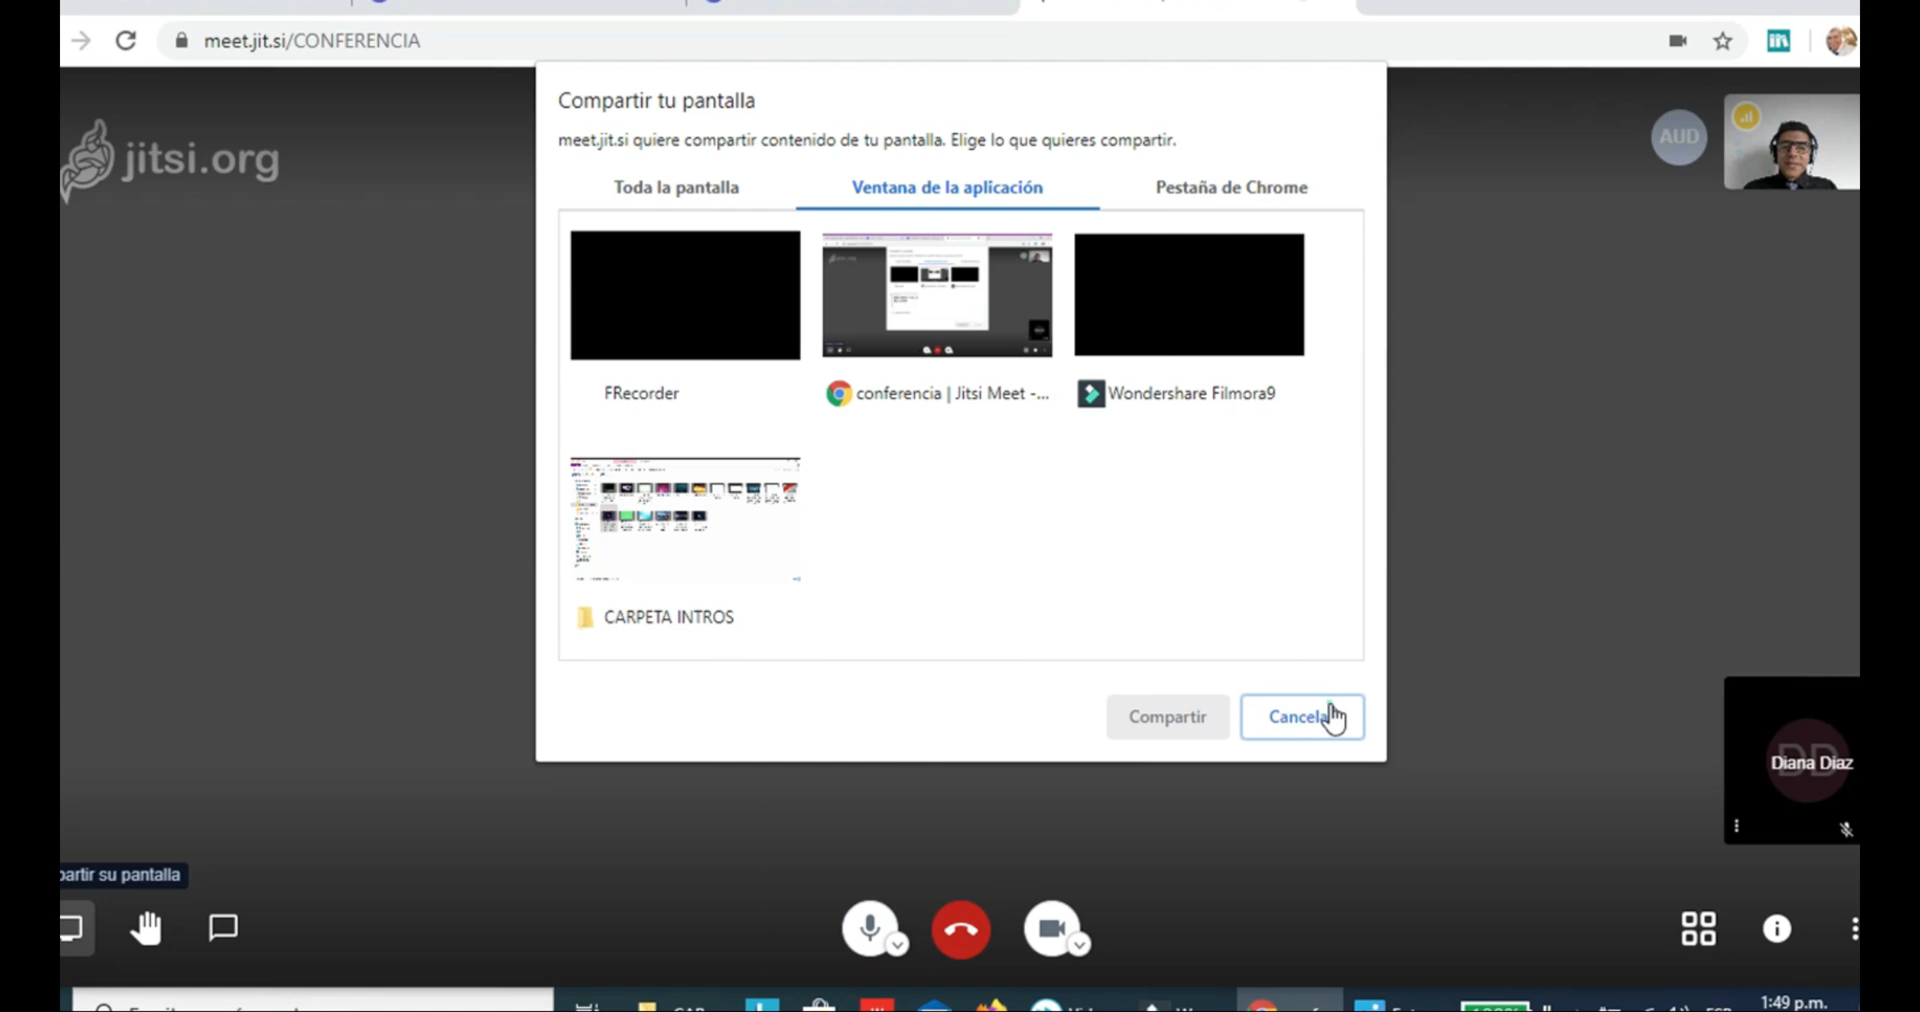 meet.jit.si/CONFERENCIA
jitsi.org
AUD
Compartir tu pantalla
meet.jit.si quiere compartir contenido de tu pantalla. Elige lo que quieres compartir.
Toda la pantalla
Ventana de la aplicación
Pestaña de Chrome
FRecorder
conferencia | Jitsi Meet -...
Wondershare Filmora9
CARPETA INTROS
Compartir
DD
Diana Diaz
partir su pantalla
1:49 p.m.